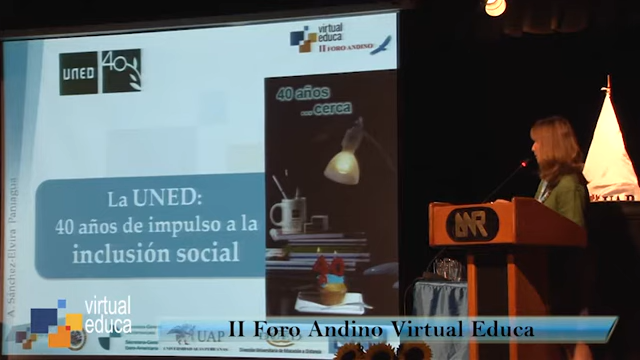 virtual
educa
II FORO ANDINO
UNED
40
40 años
...cerca
La UNED:
40 años de impulso a la
inclusión social
A. Sánchez-Elvira Paniagua
virtual
educa
UAP
II Foro Andino Virtual Educa